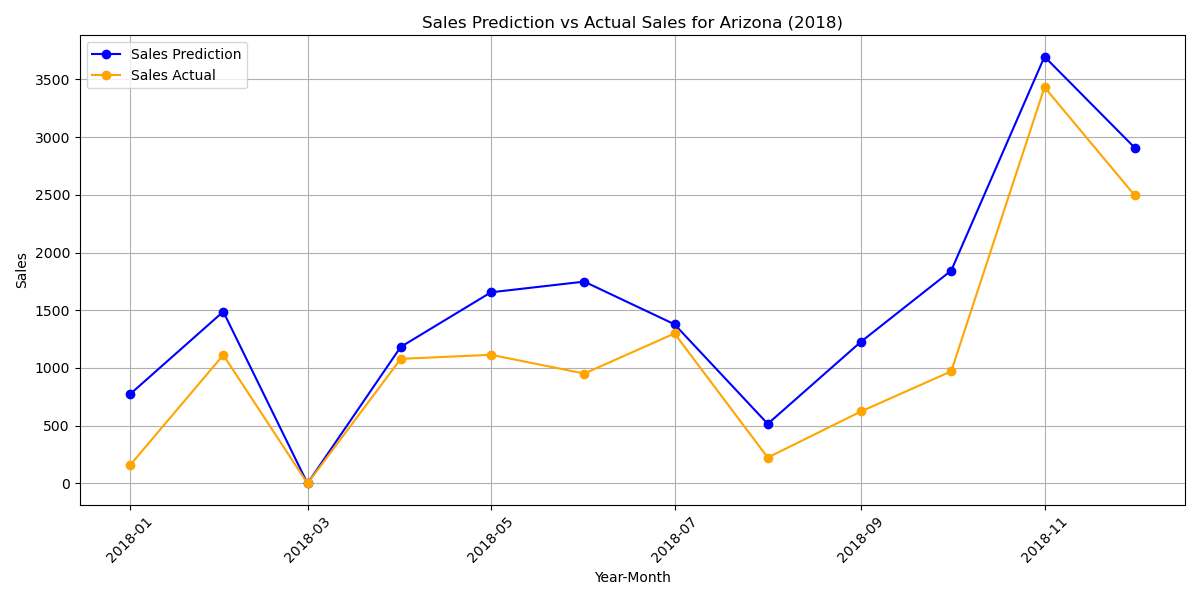 Sales Prediction vs Actual Sales for Arizona (2018)
Sales Prediction
Sales Actual
3500
3000
2500
2000
1500
1000
500
0
Sales
2018-01
2018-03
2018-05
2018-07
2018-09
2018-11
Year-Month